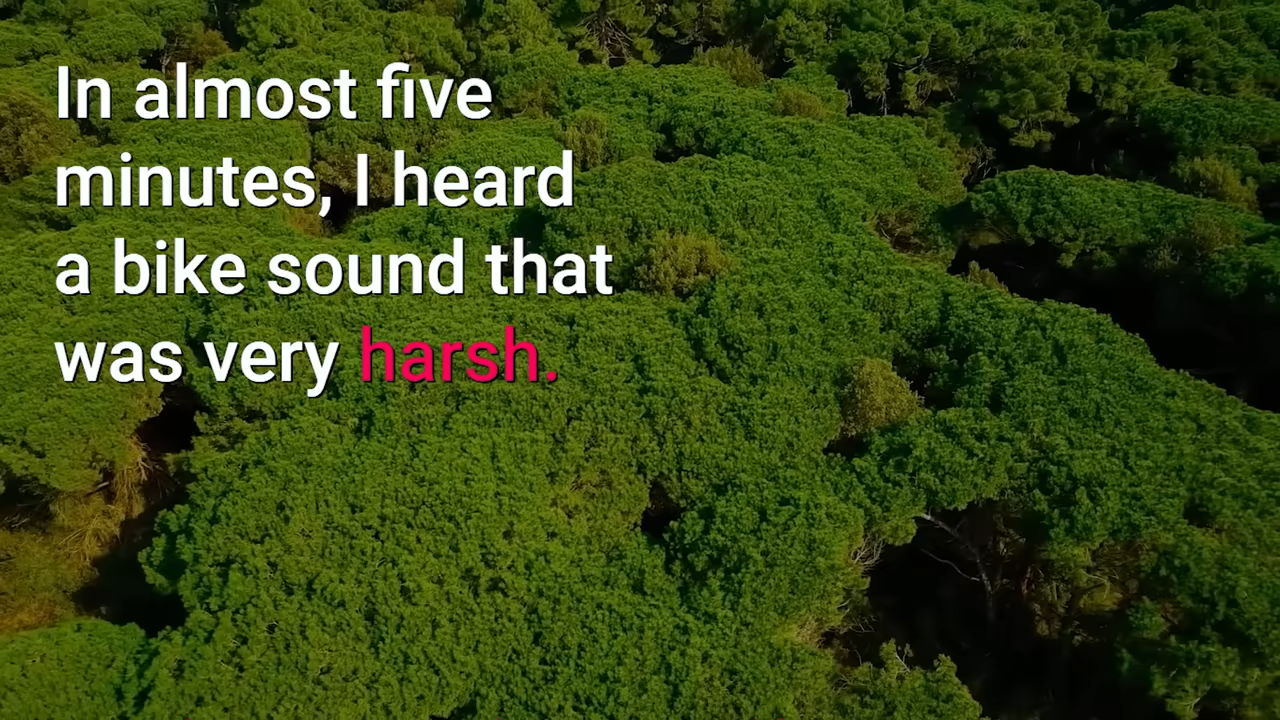 In almost five
minutes, I heard
a bike sound that
was very harsh.